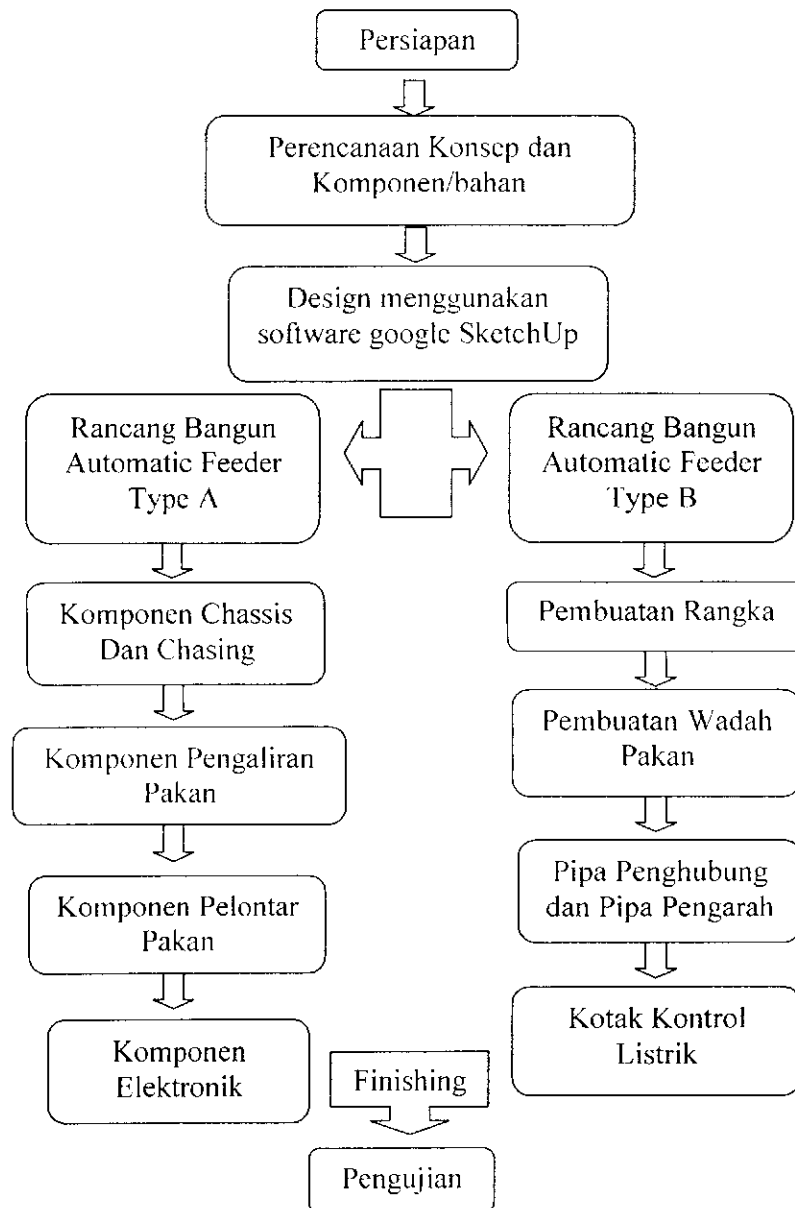 Persiapan
Perencanaan Konsep dan
Komponen/bahan
Design menggunakan
software google SketchUp
Rancang Bangun
Automatic Feeder
Type A
Rancang Bangun
Automatic Feeder
Type B
Komponen Chassis
Dan Chasing
Pembuatan Rangka
Komponen Pengaliran
Pakan
Pembuatan Wadah
Pakan
Komponen Pelontar
Pakan
Pipa Penghubung
dan Pipa Pengarah
Komponen
Elektronik
Kotak Kontrol
Listrik
Finishing
Pengujian